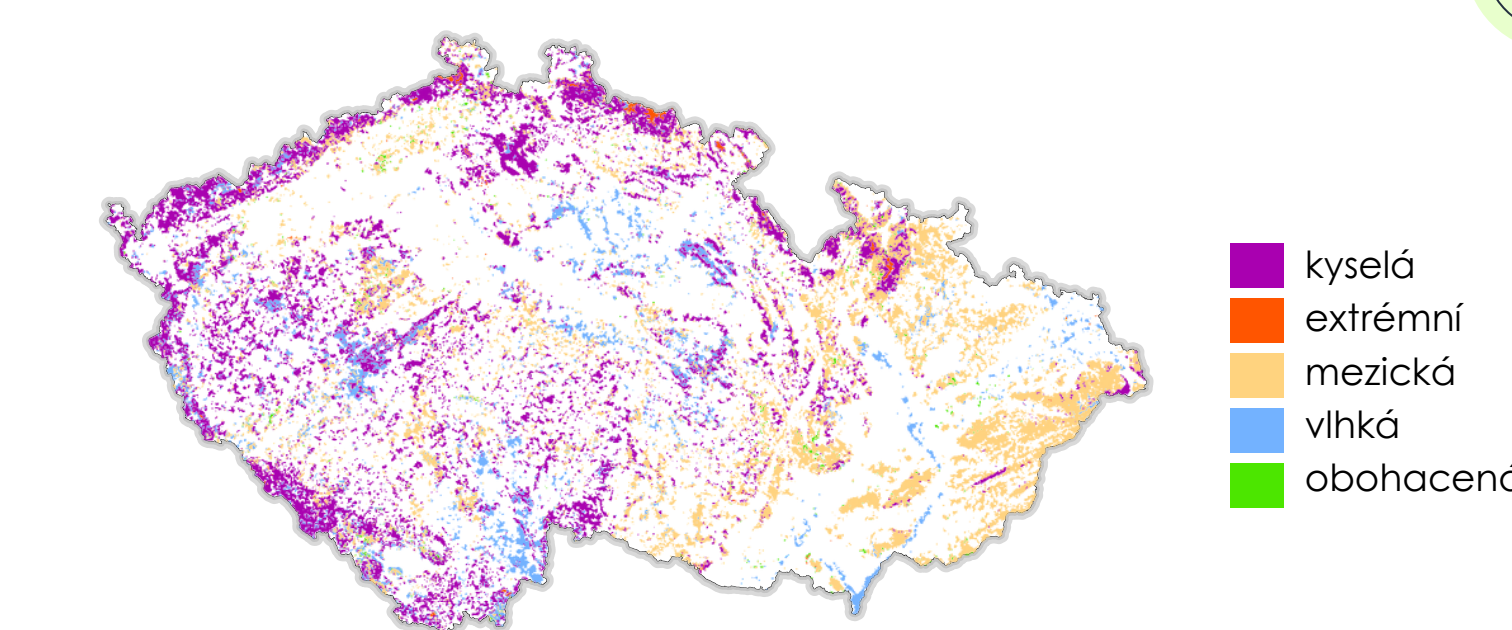 kyselá
extrémní
mezická
vlhká
obohacená